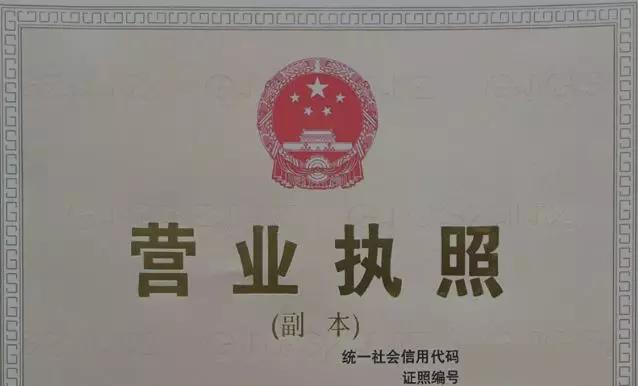 营业执照
(副 本)
统一社会信用代码
证照编号